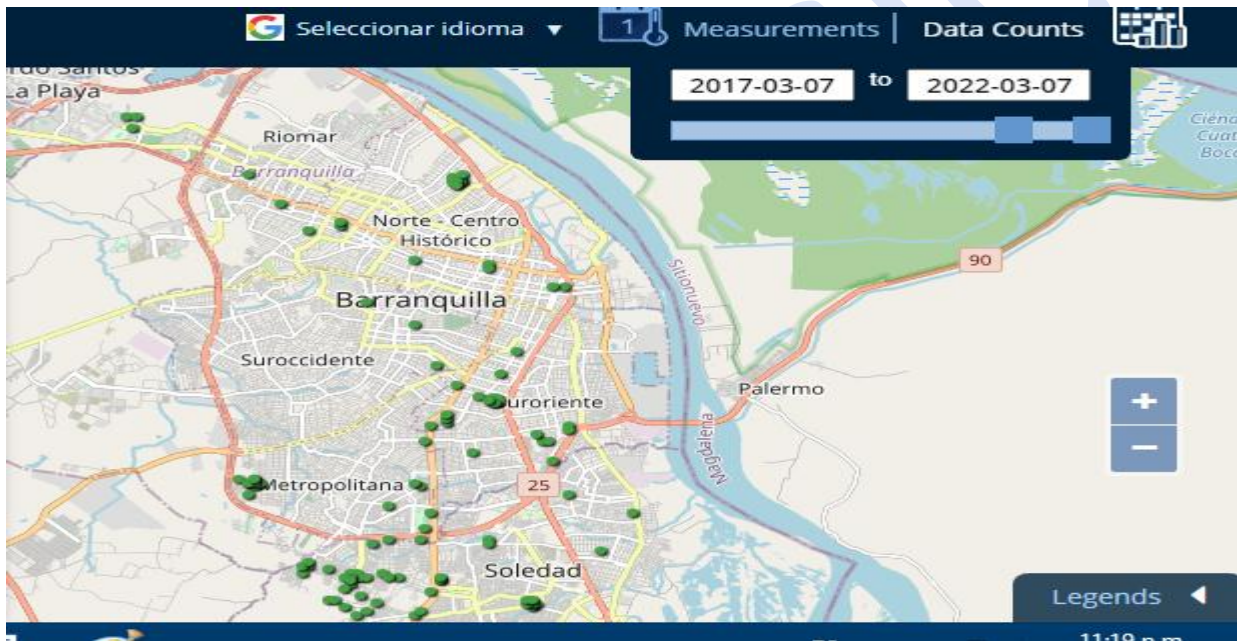 Seleccionar idioma ▼
1
Measurements | Data Counts
2017-03-07 to 2022-03-07
La Playa
Riomar
Barranquilla
Norte - Centro
Histórico
Sitionuevo
90
Barranquilla
Suroccidente
Palermo
Suroriente
Magdalena
Metropolitana
25
Soledad
+
−
Legends
11:19 p.m.